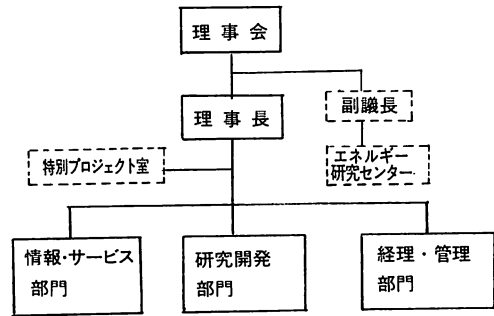 理事会
理事長
副議長
特別プロジェクト室
エネルギー
研究センター
情報・サービス
部門
研究開発
部門
経理・管理
部門